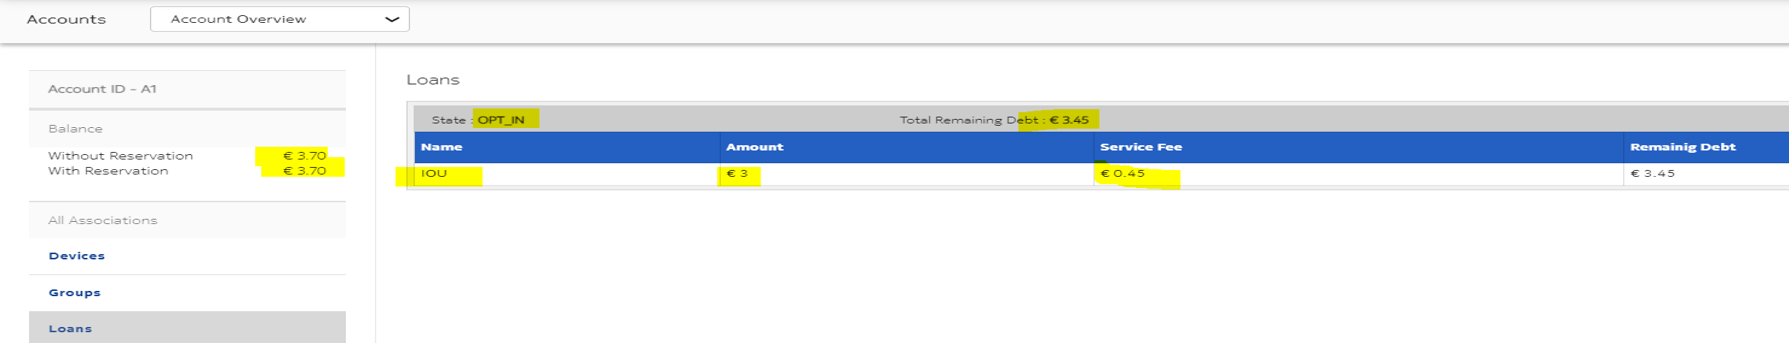 Accounts
Account Overview
Account ID - A1
Balance
Without Reservation € 3.70
With Reservation € 3.70
All Associations
Devices
Groups
Loans
Loans
State : OPT_IN Total Remaining Debt : € 3.45
Name Amount Service Fee Remainig Debt
IOU € 3 € 0.45 € 3.45